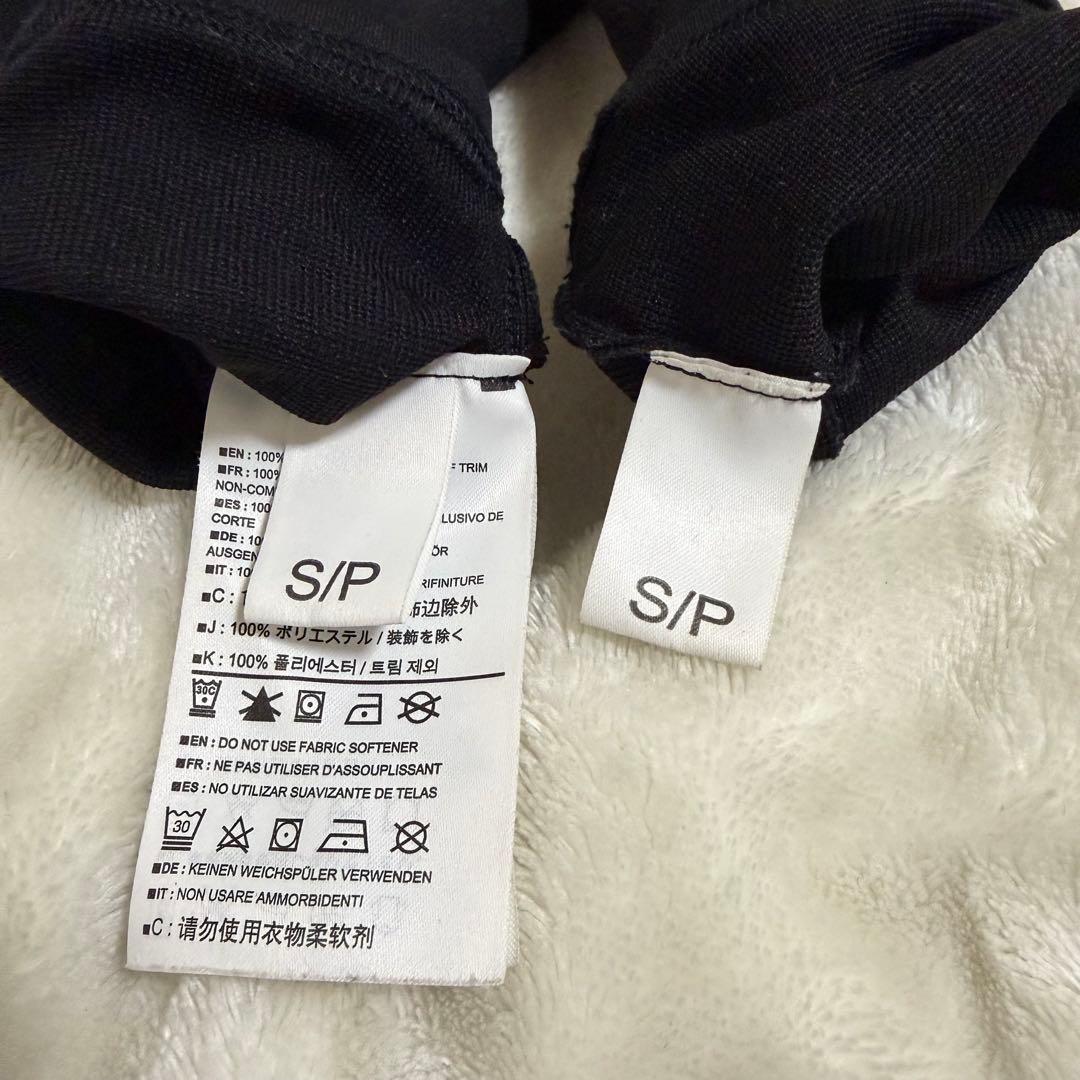 ■EN : 100%
F TRIM
■FR : 100%
NON-COM
■ES : 100
LUSIVO DE
CORTE
■DE : 10
ÖR
AUSGEN
■IT : 10
RIFINITURE
■C :
边除外
■J : 100% ポリエステル / 装飾を除く
■K : 100% 폴리에스터 / 트림 제외
30C
■EN : DO NOT USE FABRIC SOFTENER
■FR : NE PAS UTILISER D'ASSOUPLISSANT
■ES : NO UTILIZAR SUAVIZANTE DE TELAS
30
■DE : KEINEN WEICHSPÜLER VERWENDEN
■IT : NON USARE AMMORBIDENTI
■C : 请勿使用衣物柔软剂
S/P
S/P